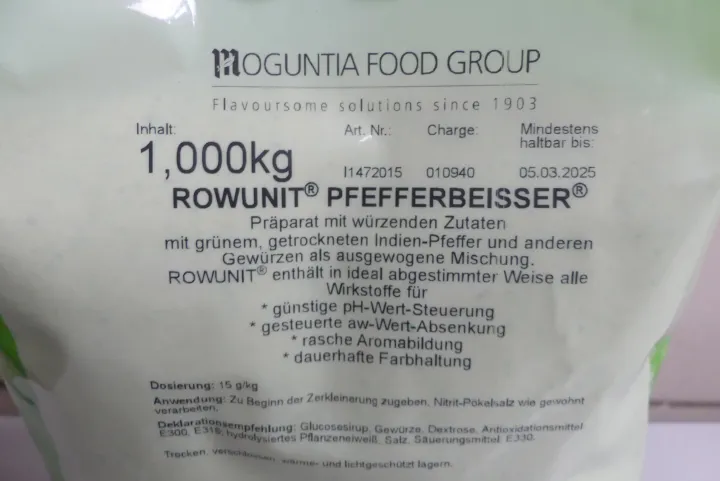 MOGUNTIA FOOD GROUP
Flavoursome solutions since 1903
Inhalt: Art. Nr.: Charge: Mindestens haltbar bis:
1,000kg I1472015 010940 05.03.2025
ROWUNIT® PFEFFERBEISSER®
Präparat mit würzenden Zutaten
mit grünem, getrockneten Indien-Pfeffer und anderen
Gewürzen als ausgewogene Mischung.
ROWUNIT® enthält in ideal abgestimmter Weise alle
Wirkstoffe für
* günstige pH-Wert-Steuerung
* gesteuerte aw-Wert-Absenkung
* rasche Aromabildung
* dauerhafte Farbhaltung
Dosierung: 15 g/kg
Anwendung: Zu Beginn der Zerkleinerung zugeben, Nitrit-Pökelsalz wie gewohnt
verarbeiten.
Deklarationsempfehlung: Glucosesirup, Gewürze, Dextrose, Antioxidationsmittel
E300, E316, hydrolysiertes Pflanzeneiweiß, Salz, Säuerungsmittel E330.
Trocken, verschlossen, wärme- und lichtgeschützt lagern.